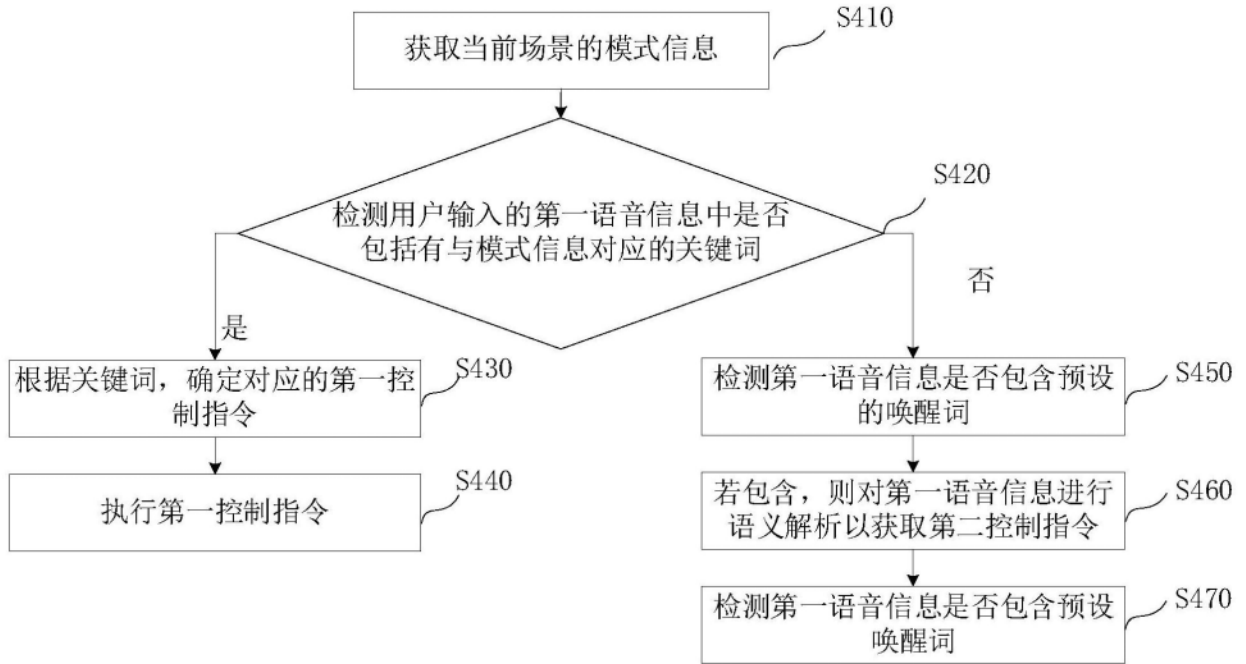 获取当前场景的模式信息
S410
检测用户输入的第一语音信息中是否
包括有与模式信息对应的关键词
S420
是
否
根据关键词，确定对应的第一控
制指令
S430
执行第一控制指令
S440
检测第一语音信息是否包含预设
的唤醒词
S450
若包含，则对第一语音信息进行
语义解析以获取第二控制指令
S460
检测第一语音信息是否包含预设
唤醒词
S470